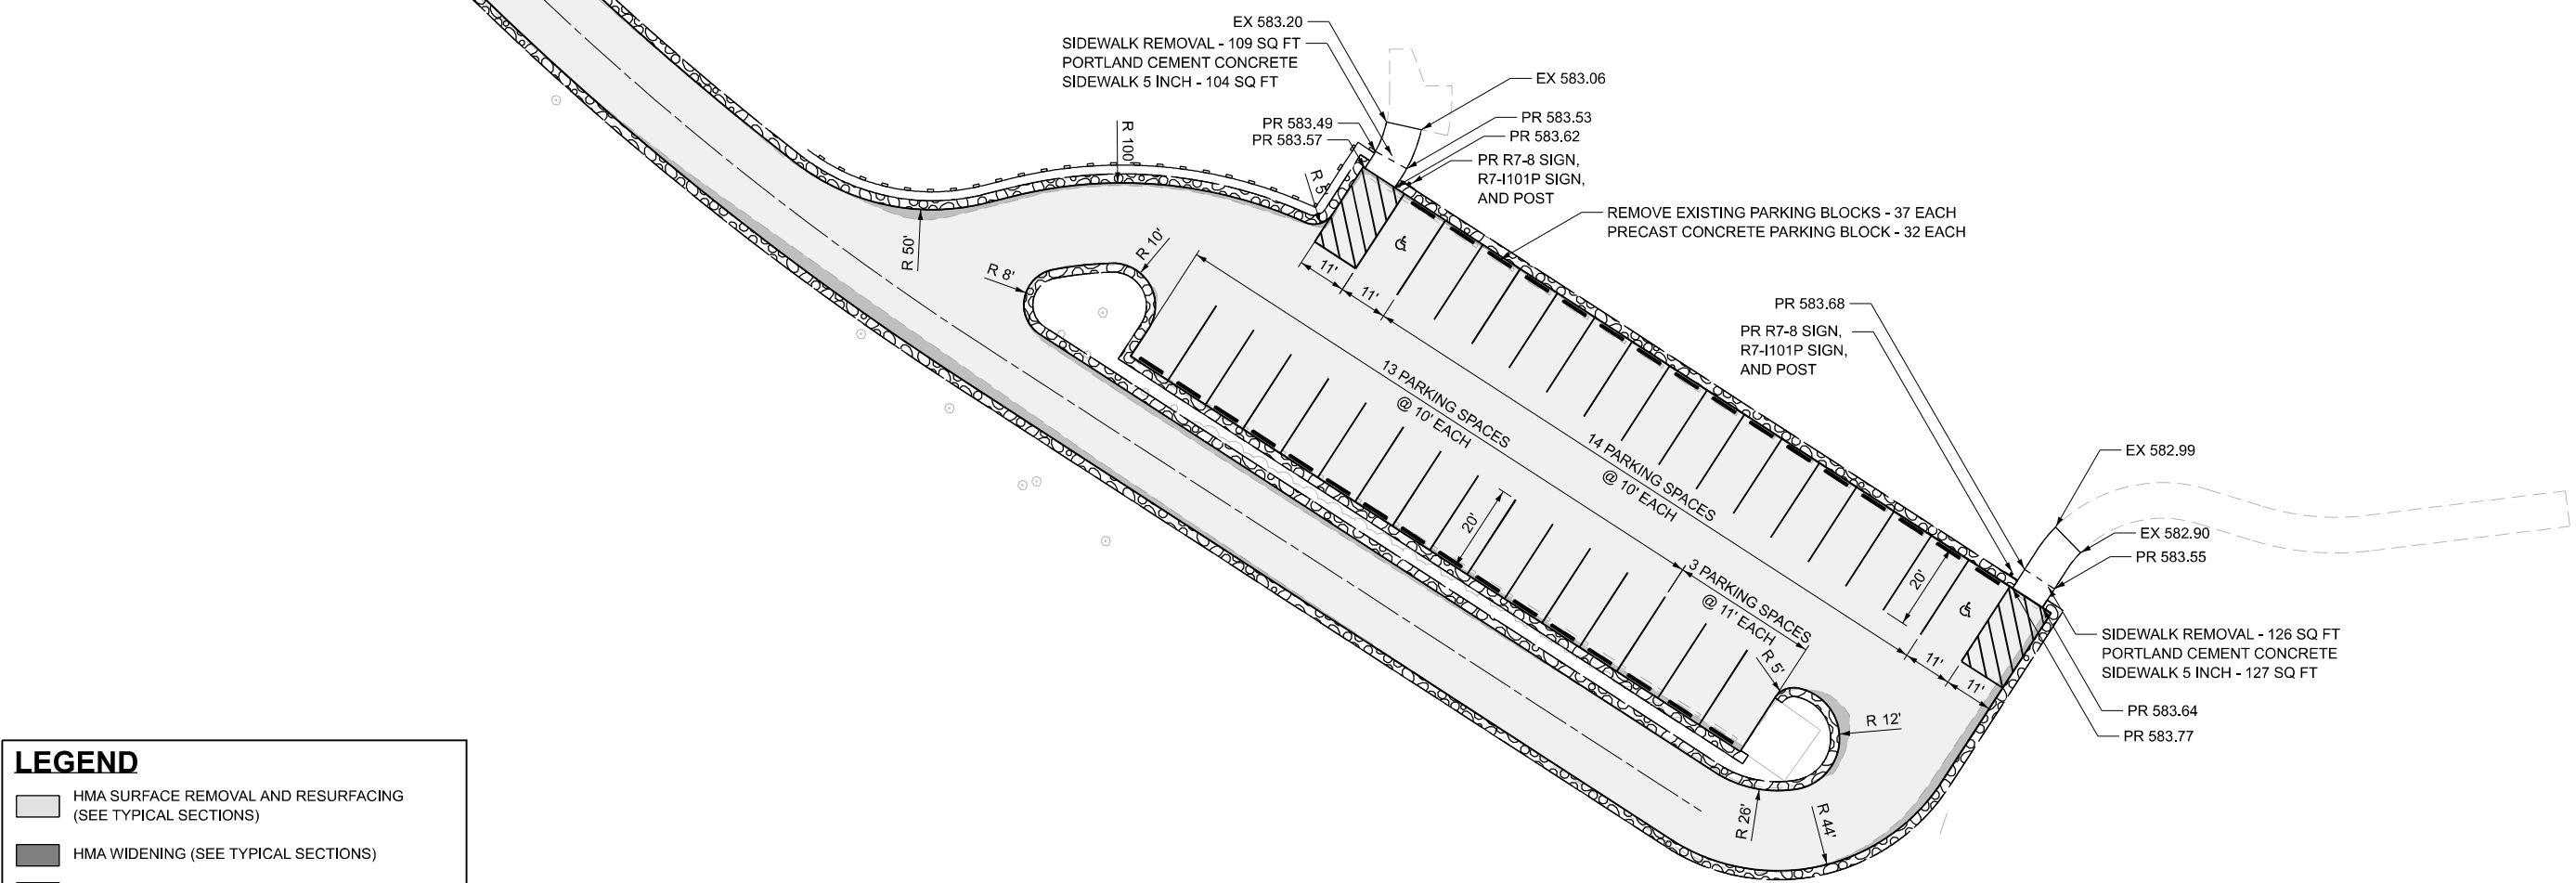 EX 583.20
SIDEWALK REMOVAL - 109 SQ FT
PORTLAND CEMENT CONCRETE
SIDEWALK 5 INCH - 104 SQ FT
EX 583.06
PR 583.49
PR 583.57
PR 583.53
PR 583.62
PR R7-8 SIGN,
R7-I101P SIGN,
AND POST
REMOVE EXISTING PARKING BLOCKS - 37 EACH
PRECAST CONCRETE PARKING BLOCK - 32 EACH
R 100'
R 5'
R 50'
R 8'
R 10'
11'
11'
13 PARKING SPACES
@ 10' EACH
14 PARKING SPACES
@ 10' EACH
20'
3 PARKING SPACES
@ 11' EACH
PR 583.68
PR R7-8 SIGN,
R7-I101P SIGN,
AND POST
EX 582.99
EX 582.90
PR 583.55
20'
11'
11'
SIDEWALK REMOVAL - 126 SQ FT
PORTLAND CEMENT CONCRETE
SIDEWALK 5 INCH - 127 SQ FT
PR 583.64
PR 583.77
R 5'
R 12'
R 26'
R 44'
LEGEND
HMA SURFACE REMOVAL AND RESURFACING
(SEE TYPICAL SECTIONS)
HMA WIDENING (SEE TYPICAL SECTIONS)